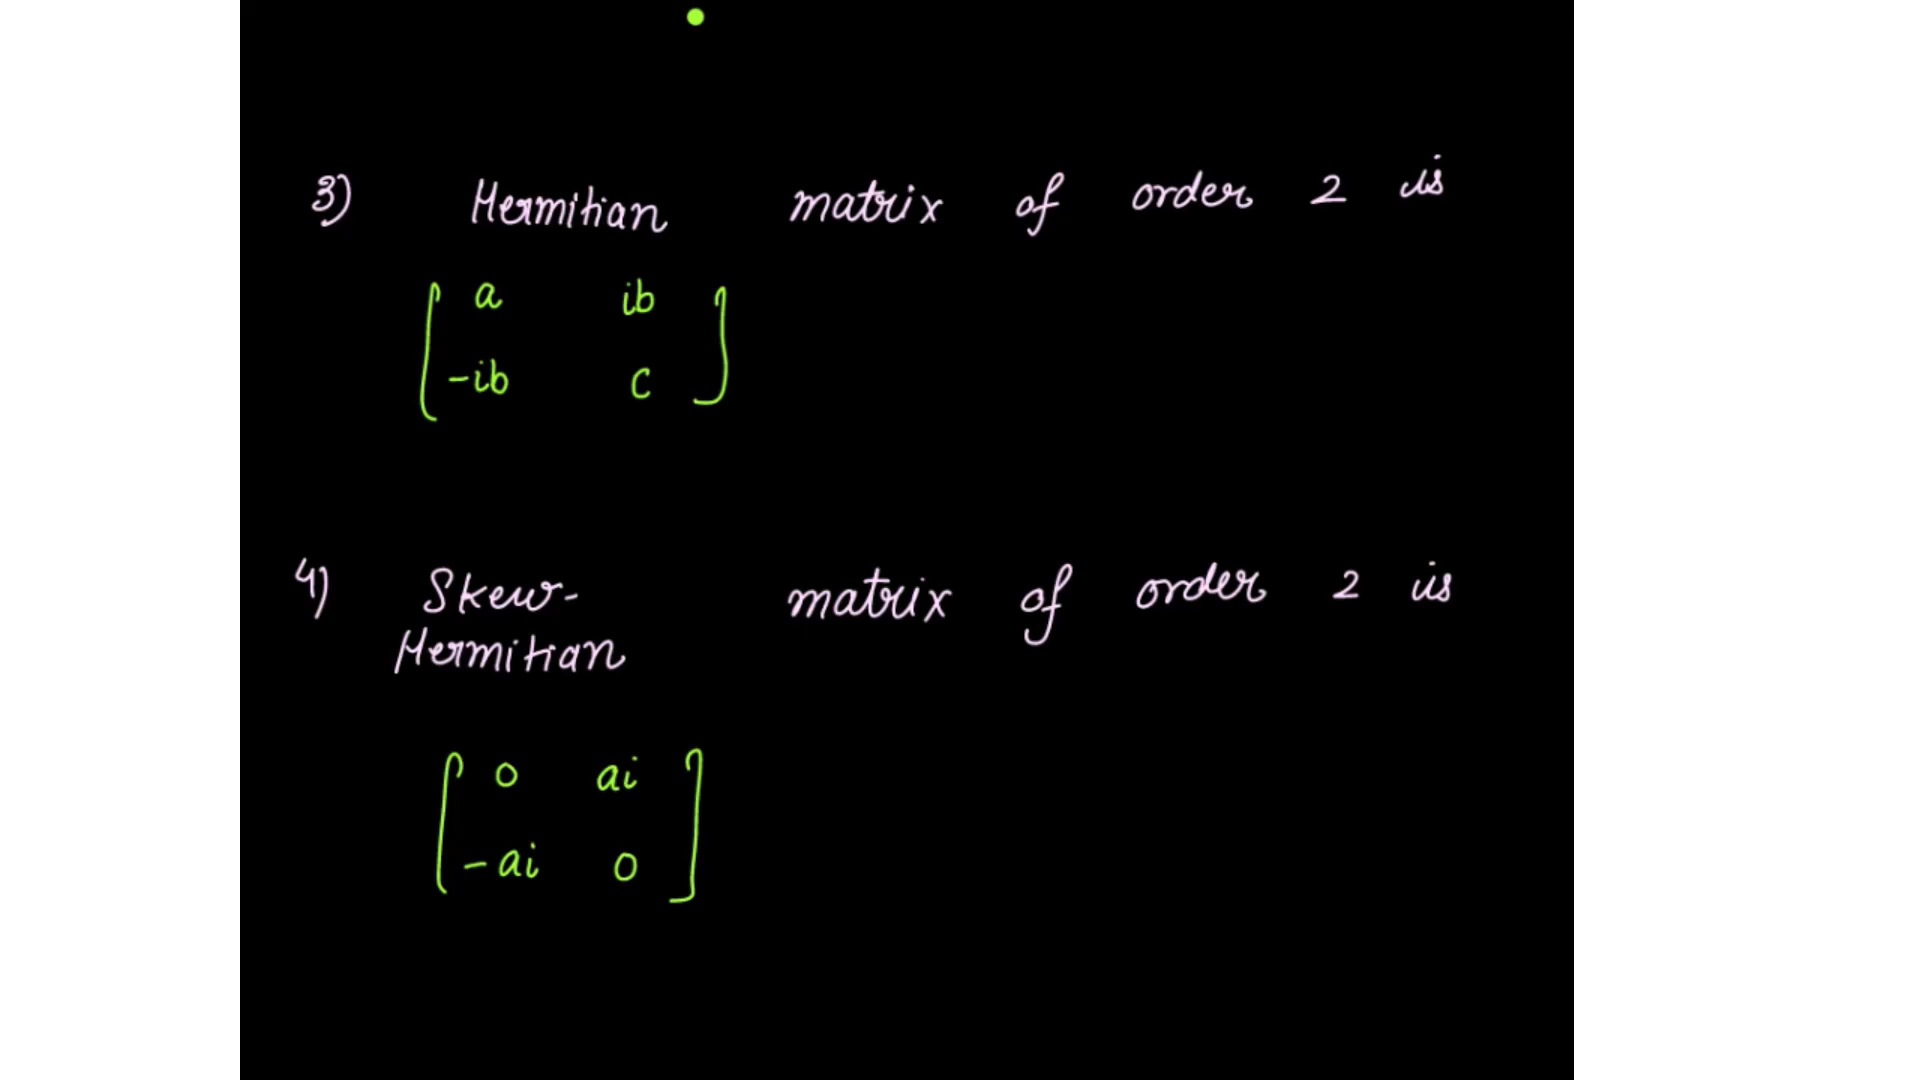 3) Hermitian matrix of order 2 is
[ a ib
-ib c ]
4) Skew- matrix of order 2 is
Hermitian
[ 0 ai
-ai 0 ]